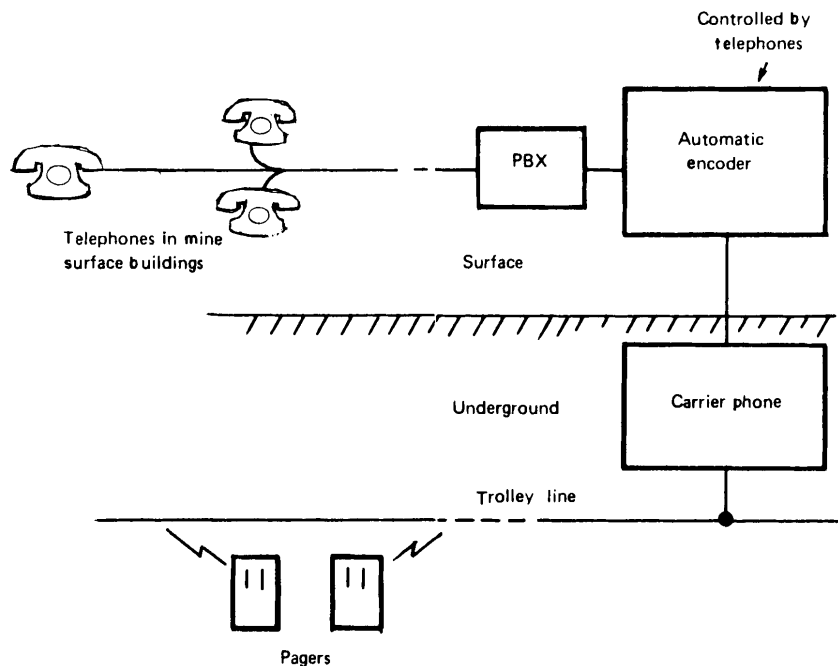 Controlled by
telephones
PBX
Automatic
encoder
Telephones in mine
surface buildings
Surface
Underground
Carrier phone
Trolley line
Pagers